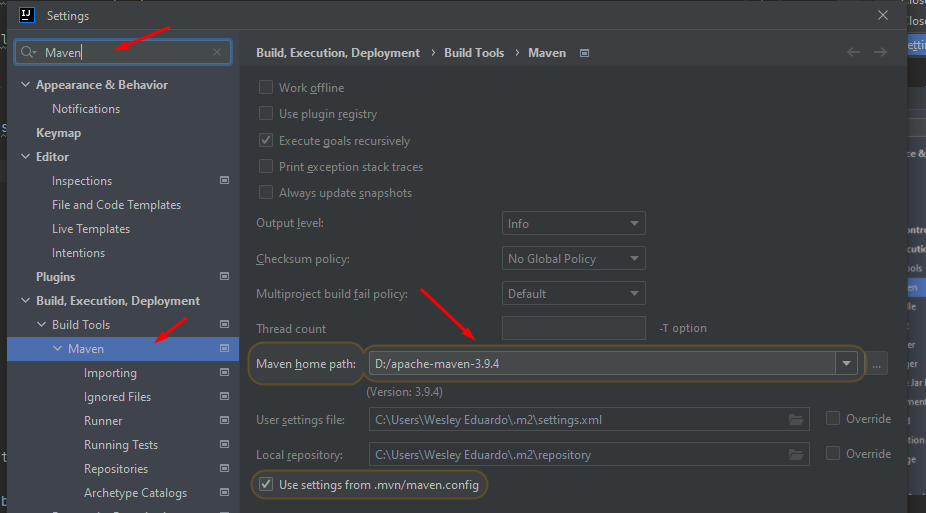 IJ Settings
Maven
Appearance & Behavior
Notifications
Keymap
Editor
Inspections
File and Code Templates
Live Templates
Intentions
Plugins
Build, Execution, Deployment
Build Tools
Maven
Importing
Ignored Files
Runner
Running Tests
Repositories
Archetype Catalogs
Build, Execution, Deployment › Build Tools › Maven
Work offline
Use plugin registry
Execute goals recursively
Print exception stack traces
Always update snapshots
Output level: Info
Checksum policy: No Global Policy
Multiproject build fail policy: Default
Thread count -T option
Maven home path: D:/apache-maven-3.9.4 ...
(Version: 3.9.4)
User settings file: C:\Users\Wesley Eduardo\.m2\settings.xml Override
Local repository: C:\Users\Wesley Eduardo\.m2\repository Override
Use settings from .mvn/maven.config